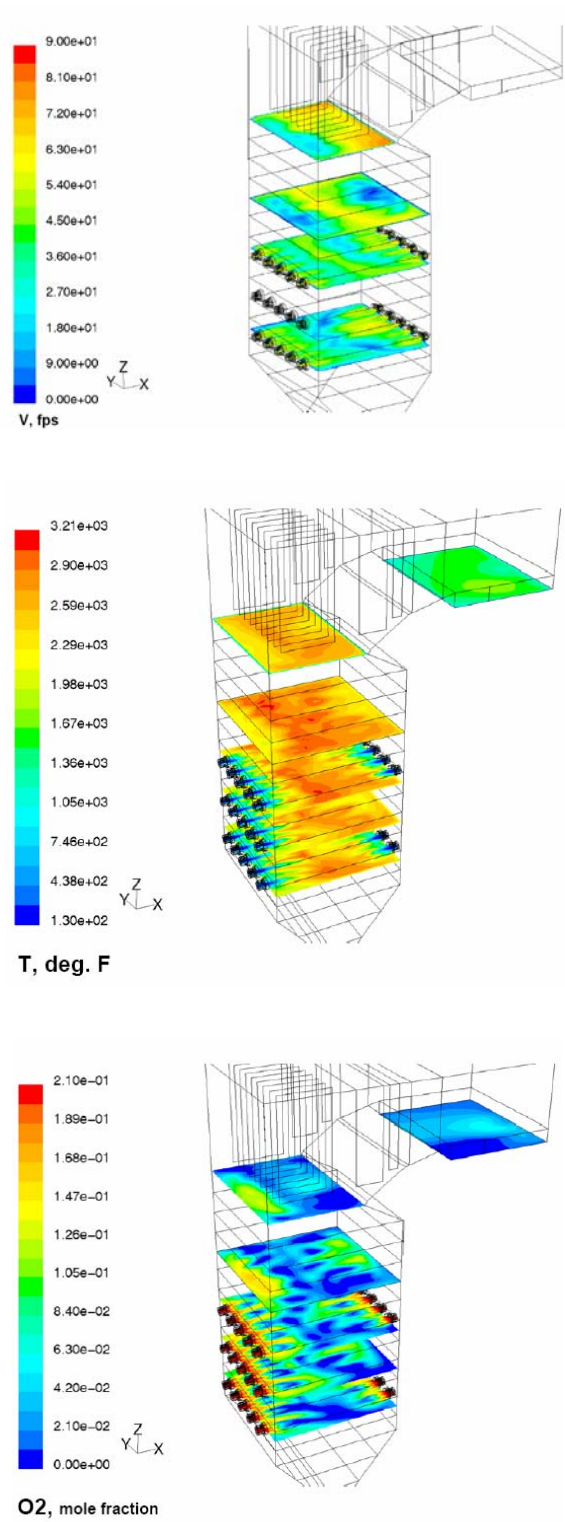 9.00e+01
8.10e+01
7.20e+01
6.30e+01
5.40e+01
4.50e+01
3.60e+01
2.70e+01
1.80e+01
9.00e+00
0.00e+00
Z
Y X
V, fps
3.21e+03
2.90e+03
2.59e+03
2.29e+03
1.98e+03
1.67e+03
1.36e+03
1.05e+03
7.46e+02
4.38e+02
1.30e+02
Z
Y X
T, deg. F
2.10e-01
1.89e-01
1.68e-01
1.47e-01
1.26e-01
1.05e-01
8.40e-02
6.30e-02
4.20e-02
2.10e-02
0.00e+00
Z
Y X
O2, mole fraction